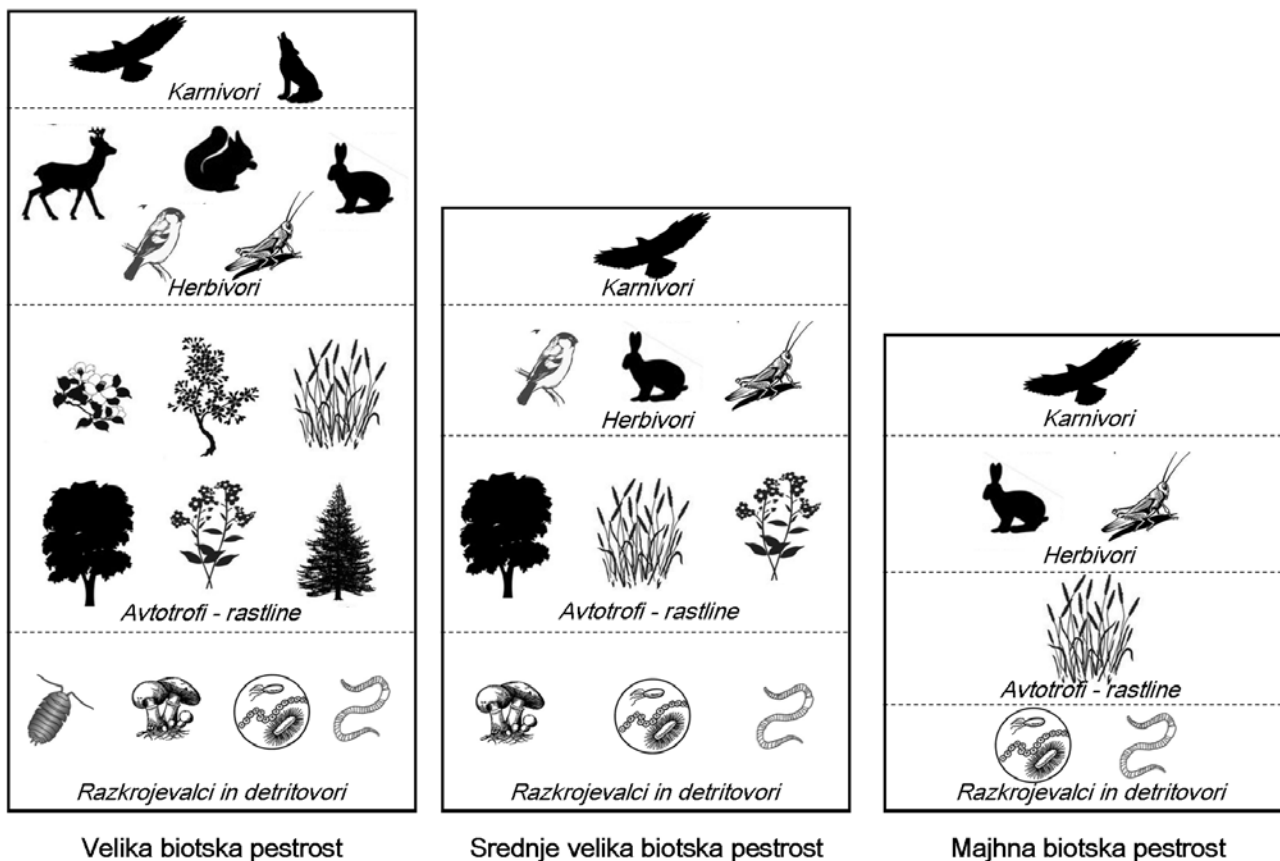 Karnivori
Herbivori
Avtotrofi - rastline
Razkrojevalci in detritovori
Velika biotska pestrost
Karnivori
Herbivori
Avtotrofi - rastline
Razkrojevalci in detritovori
Srednje velika biotska pestrost
Karnivori
Herbivori
Avtotrofi - rastline
Razkrojevalci in detritovori
Majhna biotska pestrost